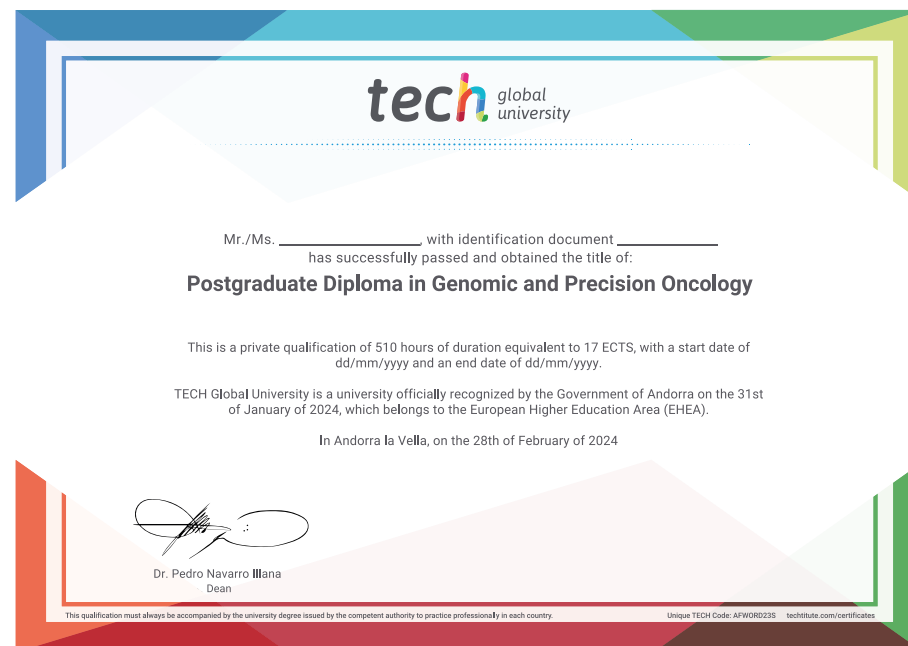 tech global
university
Mr./Ms. ____________, with identification document ____________
has successfully passed and obtained the title of:
Postgraduate Diploma in Genomic and Precision Oncology
This is a private qualification of 510 hours of duration equivalent to 17 ECTS, with a start date of
dd/mm/yyyy and an end date of dd/mm/yyyy.
TECH Global University is a university officially recognized by the Government of Andorra on the 31st
of January of 2024, which belongs to the European Higher Education Area (EHEA).
In Andorra la Vella, on the 28th of February of 2024
Dr. Pedro Navarro Illana
Dean
This qualification must always be accompanied by the university degree issued by the competent authority to practice professionally in each country.
Unique TECH Code: AFWORD23S techtitute.com/certificates